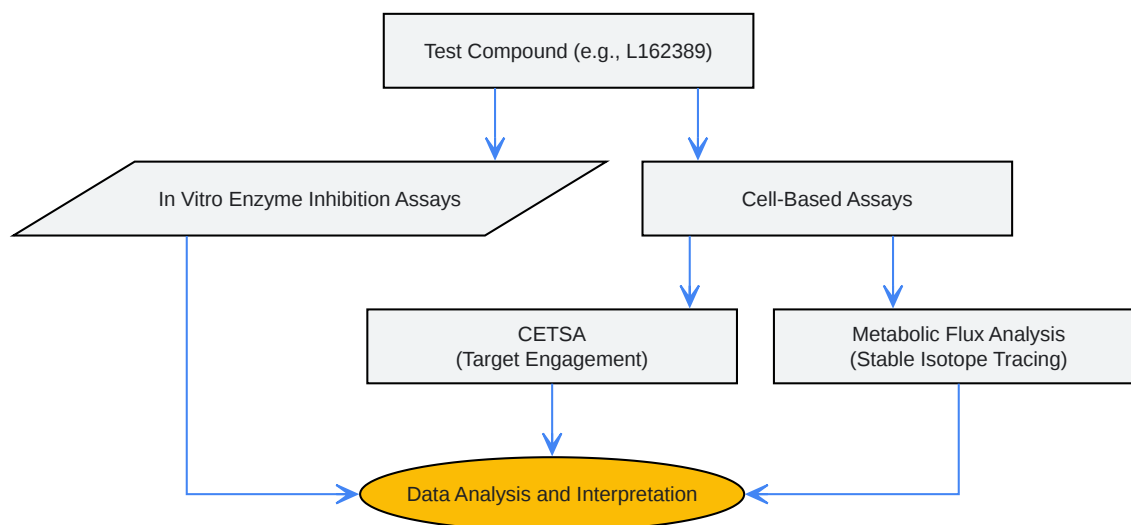 Test Compound (e.g., L162389)
In Vitro Enzyme Inhibition Assays
Cell-Based Assays
CETSA
(Target Engagement)
Metabolic Flux Analysis
(Stable Isotope Tracing)
Data Analysis and Interpretation